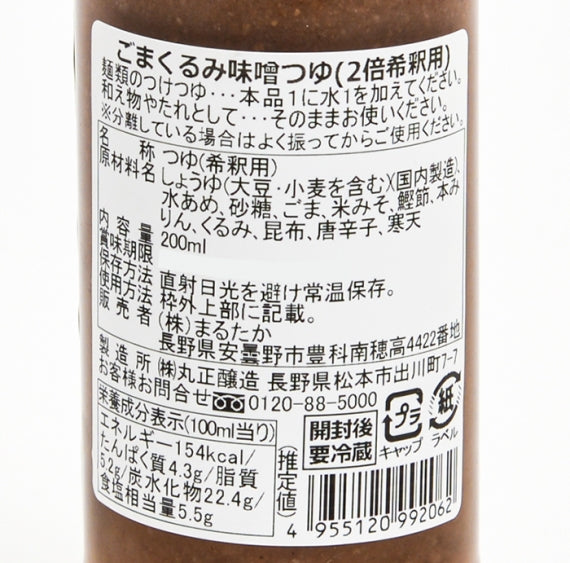 ごまくるみ味噌つゆ(2倍希釈用)
麺類のつけつゆ・・・本品1に水1を加えてください。
和え物やたれとして・・・そのままお使いください。
※分離している場合はよく振ってからご使用ください。
名称 つゆ(希釈用)
原材料名 しょうゆ(大豆・小麦を含む)(国内製造)、
水あめ、砂糖、ごま、米みそ、鰹節、本み
りん、くるみ、昆布、唐辛子、寒天
内容量 200ml
賞味期限
保存方法 直射日光を避け常温保存。
使用方法 枠外上部に記載。
販売者 (株)まるたか
長野県安曇野市豊科南穂高4422番地
製造所 ㈱丸正醸造 長野県松本市出川町7-7
お客様お問合せ 0120-88-5000
栄養成分表示(100ml当り)
エネルギー154kcal/
たんぱく質4.3g/脂質
5.2g/炭水化物22.4g/
食塩相当量5.5g
(推定値)
開封後
要冷蔵
プラ
キャップ
紙
ラベル
4 955120 992062